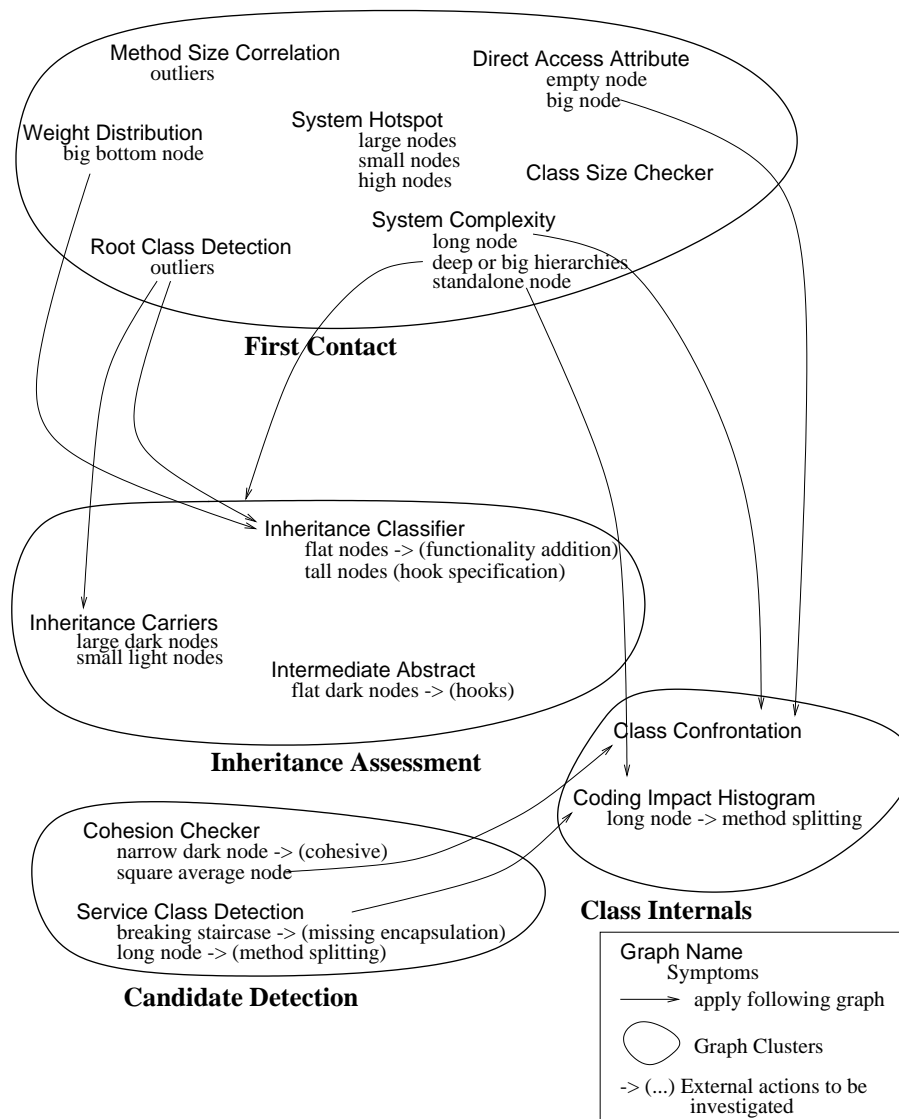 Method Size Correlation
outliers
Direct Access Attribute
empty node
big node
Weight Distribution
big bottom node
System Hotspot
large nodes
small nodes
high nodes
Class Size Checker
System Complexity
long node
deep or big hierarchies
standalone node
Root Class Detection
outliers
First Contact
Inheritance Classifier
flat nodes -> (functionality addition)
tall nodes (hook specification)
Inheritance Carriers
large dark nodes
small light nodes
Intermediate Abstract
flat dark nodes -> (hooks)
Inheritance Assessment
Class Confrontation
Coding Impact Histogram
long node -> method splitting
Class Internals
Cohesion Checker
narrow dark node -> (cohesive)
square average node
Service Class Detection
breaking staircase -> (missing encapsulation)
long node -> (method splitting)
Candidate Detection
Graph Name
Symptoms
apply following graph
Graph Clusters
-> (...) External actions to be
investigated